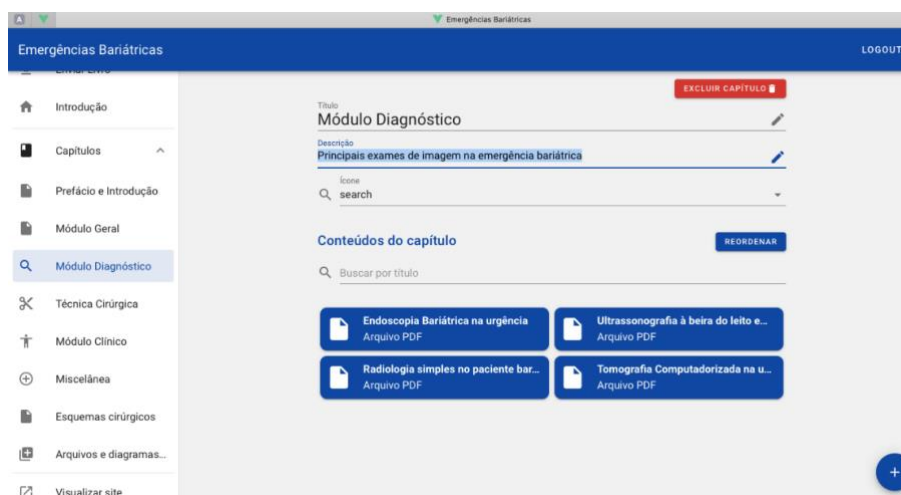 A
Emergências Bariátricas
Emergências Bariátricas
LOGOUT
Enviar Livro
Introdução
Capítulos
Prefácio e Introdução
Módulo Geral
Módulo Diagnóstico
Técnica Cirúrgica
Módulo Clínico
Miscelânea
Esquemas cirúrgicos
Arquivos e diagramas...
Visualizar site
EXCLUIR CAPÍTULO
Título
Módulo Diagnóstico
Descrição
Principais exames de imagem na emergência bariátrica
Ícone
search
Conteúdos do capítulo
REORDENAR
Buscar por título
Endoscopia Bariátrica na urgência
Arquivo PDF
Ultrassonografia à beira do leito e...
Arquivo PDF
Radiologia simples no paciente bar...
Arquivo PDF
Tomografia Computadorizada na u...
Arquivo PDF
+